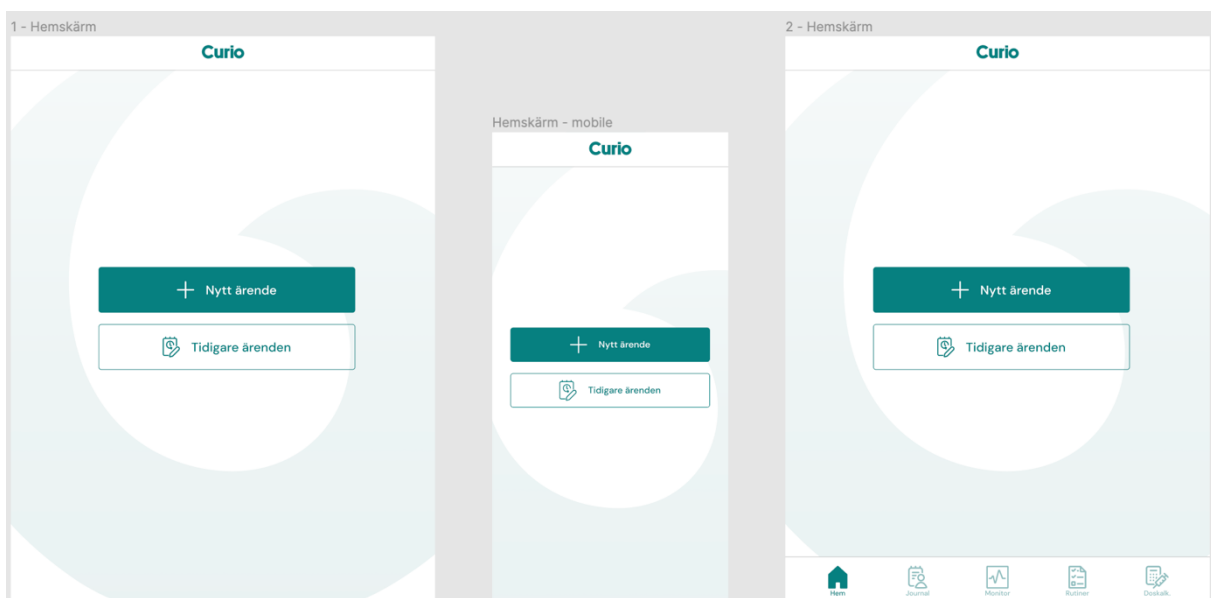 1 - Hemskärm
Curio
Nytt ärende
Tidigare ärenden
Hemskärm - mobile
Curio
Nytt ärende
Tidigare ärenden
2 - Hemskärm
Curio
Nytt ärende
Tidigare ärenden
Hem
Journal
Monitor
Rutiner
Doskalk.